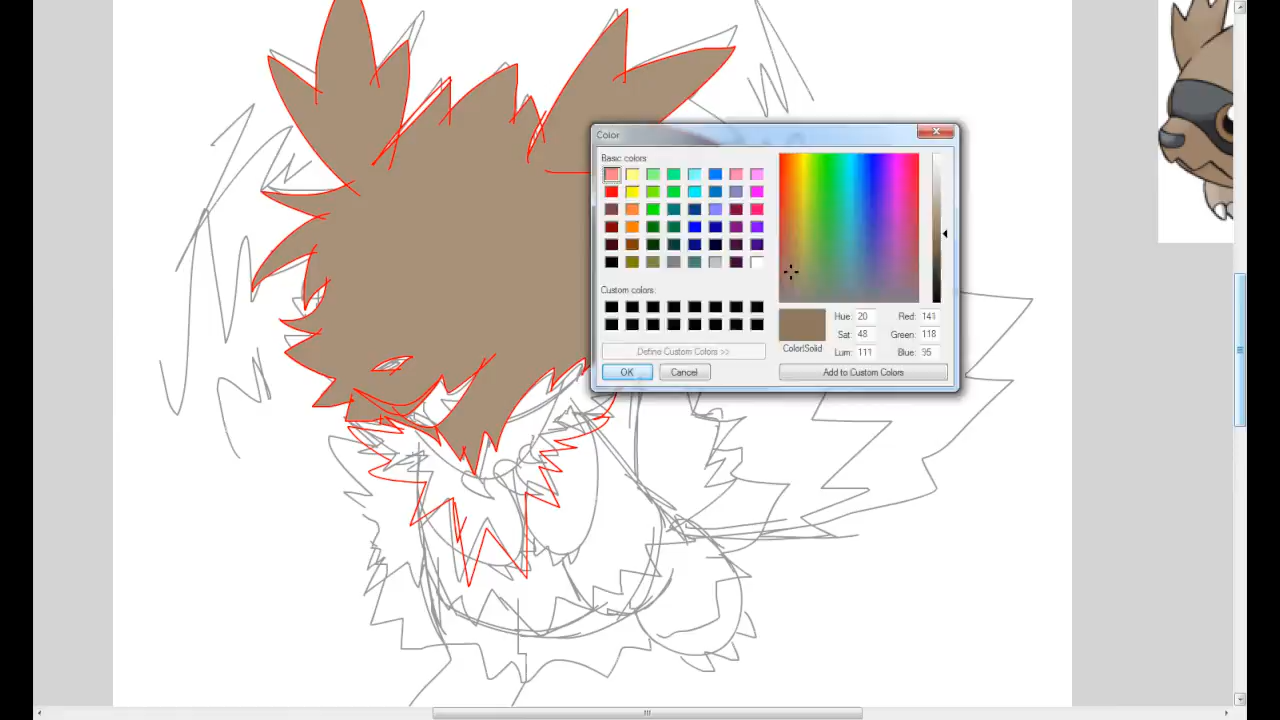 Color
Basic colors:
Custom colors:
Define Custom Colors >>
OK Cancel
Color|Solid
Hue: 20 Red: 141
Sat: 48 Green: 118
Lum: 111 Blue: 95
Add to Custom Colors